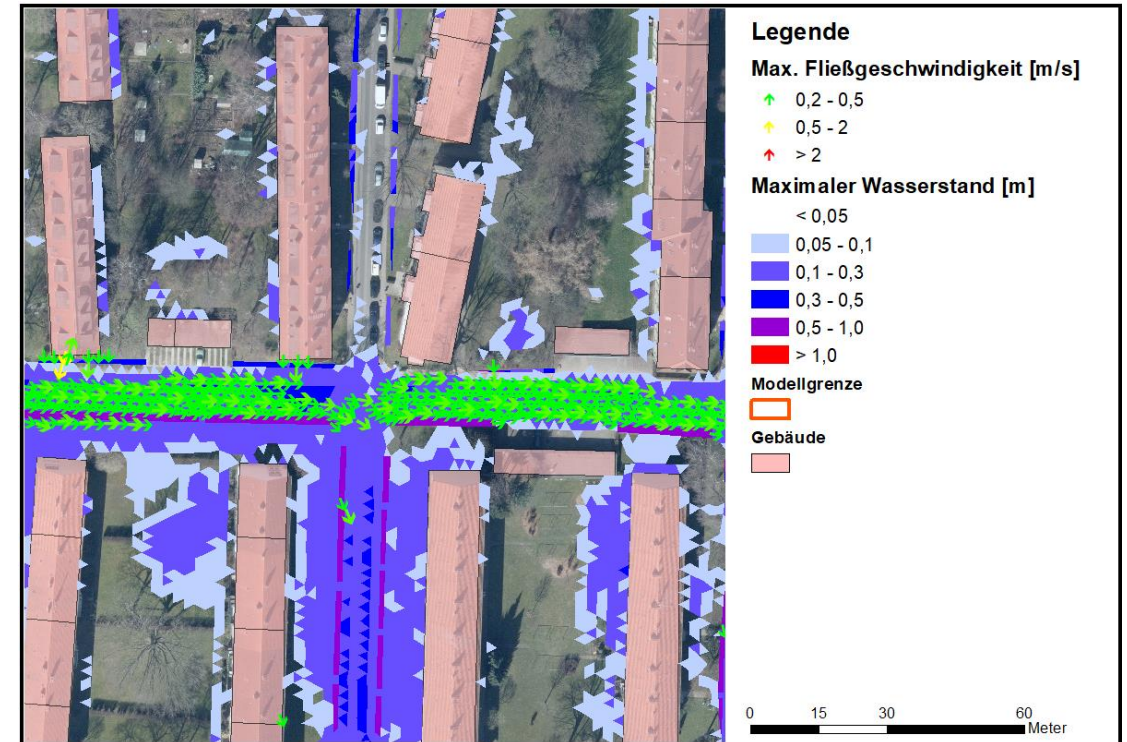 Legende
Max. Fließgeschwindigkeit [m/s]
0,2 - 0,5
0,5 - 2
> 2
Maximaler Wasserstand [m]
< 0,05
0,05 - 0,1
0,1 - 0,3
0,3 - 0,5
0,5 - 1,0
> 1,0
Modellgrenze
Gebäude
0 15 30 60
Meter